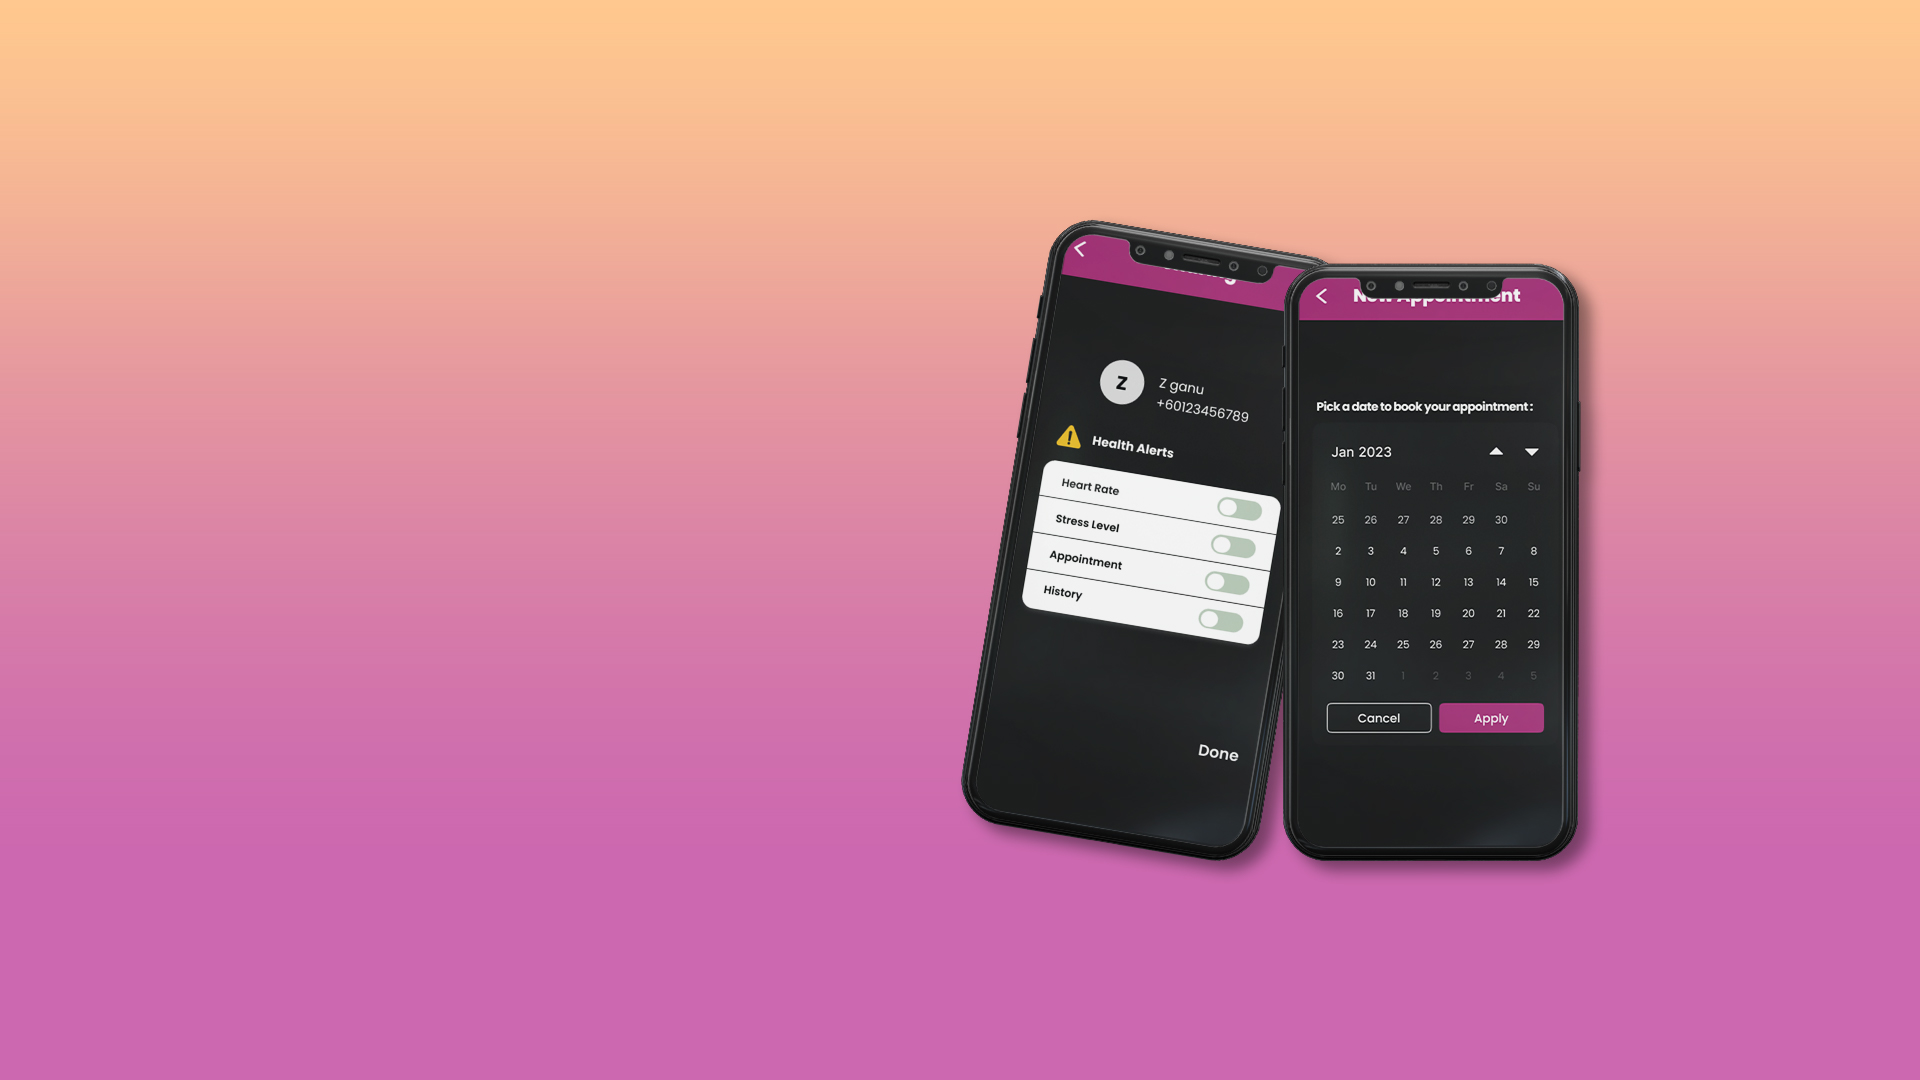 Z
Z ganu
+60123456789
Health Alerts
Heart Rate
Stress Level
Appointment
History
Done
New Appointment
Pick a date to book your appointment :
Jan 2023
Mo Tu We Th Fr Sa Su
25 26 27 28 29 30
2 3 4 5 6 7 8
9 10 11 12 13 14 15
16 17 18 19 20 21 22
23 24 25 26 27 28 29
30 31 1 2 3 4 5
Cancel Apply